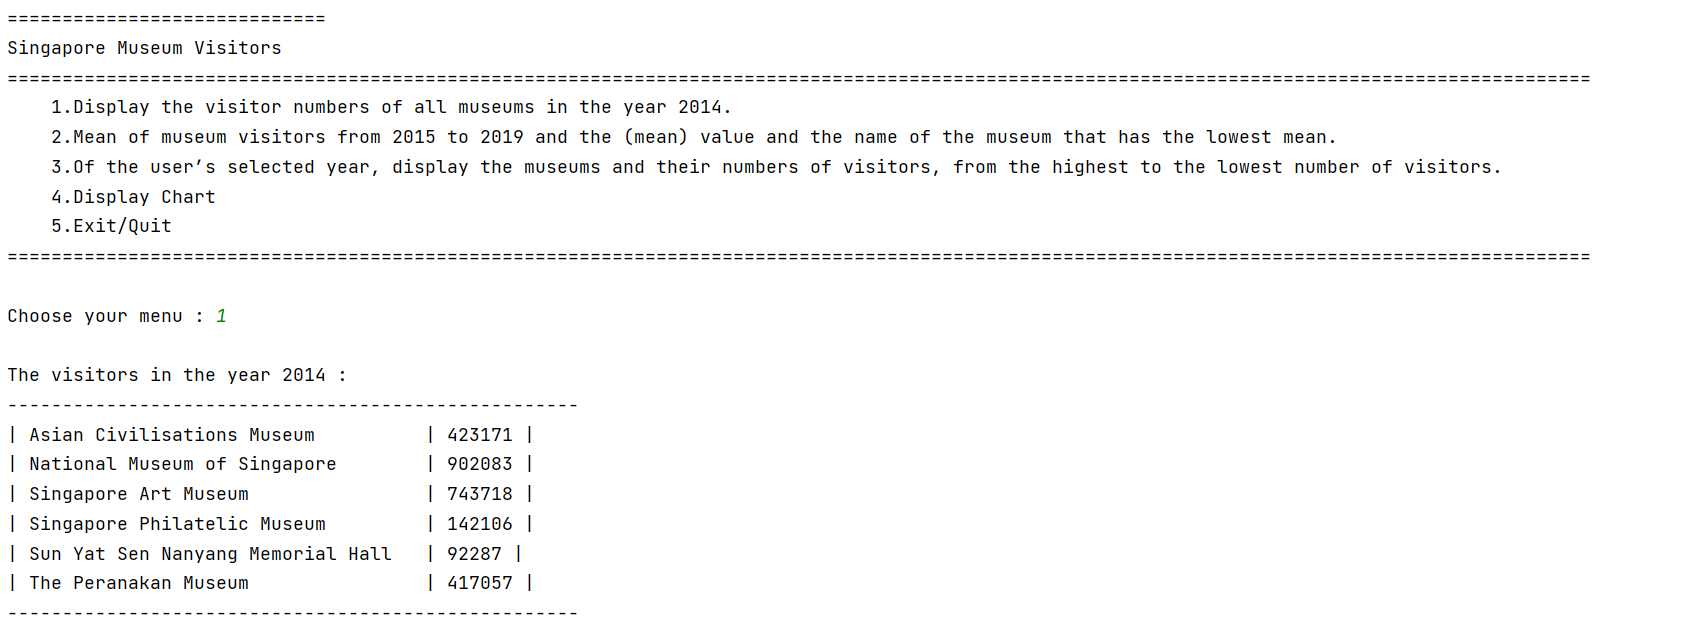 =============================
Singapore Museum Visitors
================================================================================================================================================
    1.Display the visitor numbers of all museums in the year 2014.
    2.Mean of museum visitors from 2015 to 2019 and the (mean) value and the name of the museum that has the lowest mean.
    3.Of the user’s selected year, display the museums and their numbers of visitors, from the highest to the lowest number of visitors.
    4.Display Chart
    5.Exit/Quit
================================================================================================================================================
Choose your menu : 1
The visitors in the year 2014 :
----------------------------------------------------
| Asian Civilisations Museum          | 423171 |
| National Museum of Singapore        | 902083 |
| Singapore Art Museum                | 743718 |
| Singapore Philatelic Museum         | 142106 |
| Sun Yat Sen Nanyang Memorial Hall   | 92287 |
| The Peranakan Museum                | 417057 |
----------------------------------------------------